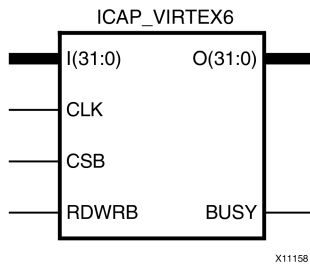 ICAP_VIRTEX6
I(31:0) O(31:0)
CLK
CSB
RDWRB BUSY
X11158